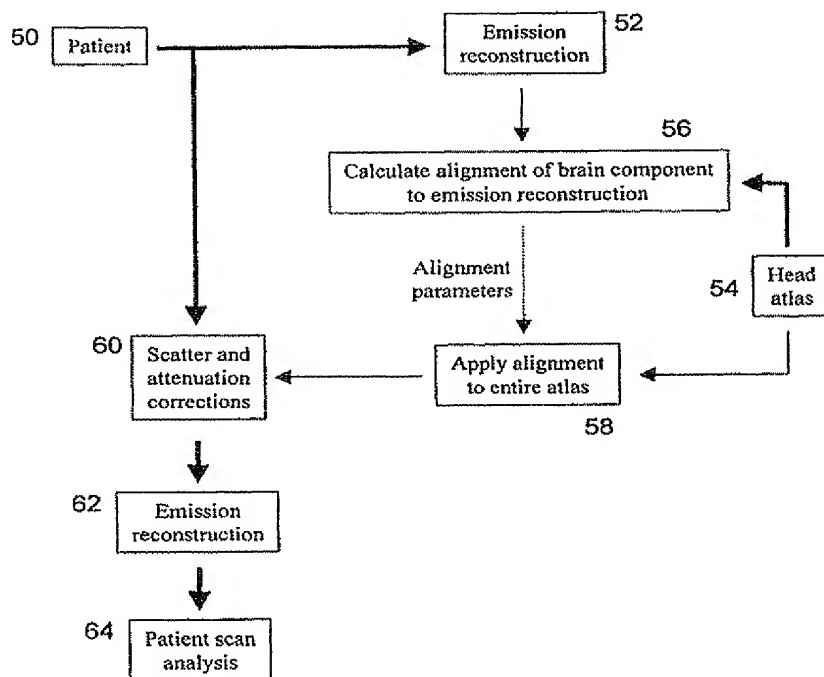 50
Patient
Emission
reconstruction
52
56
Calculate alignment of brain component
to emission reconstruction
Alignment
parameters
54
Head
atlas
60
Scatter and
attenuation
corrections
Apply alignment
to entire atlas
58
62
Emission
reconstruction
64
Patient scan
analysis